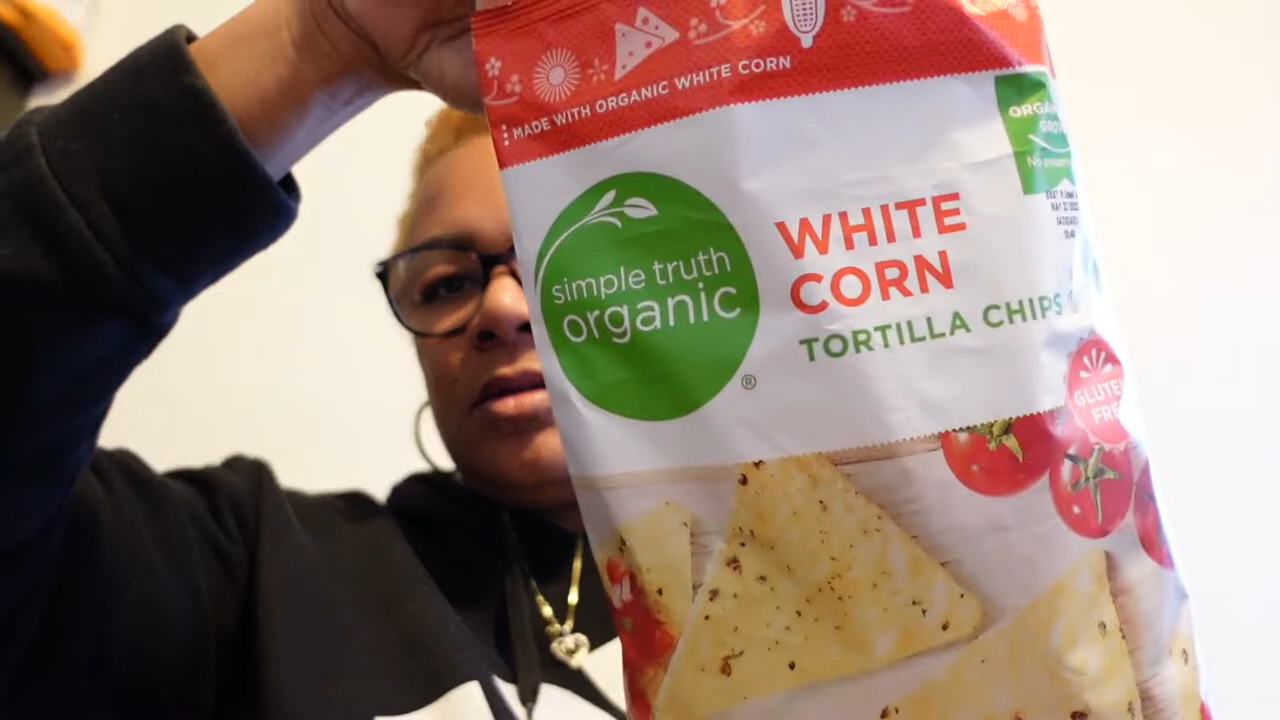 MADE WITH ORGANIC WHITE CORN
simple truth
organic
®
WHITE
CORN
TORTILLA CHIPS
GLUTEN
FREE